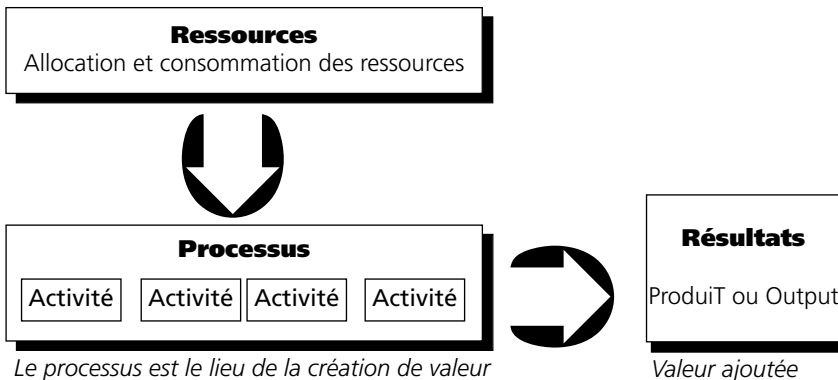 Ressources
Allocation et consommation des ressources
Processus
Activité Activité Activité Activité
Le processus est le lieu de la création de valeur
Résultats
ProduiT ou Output
Valeur ajoutée